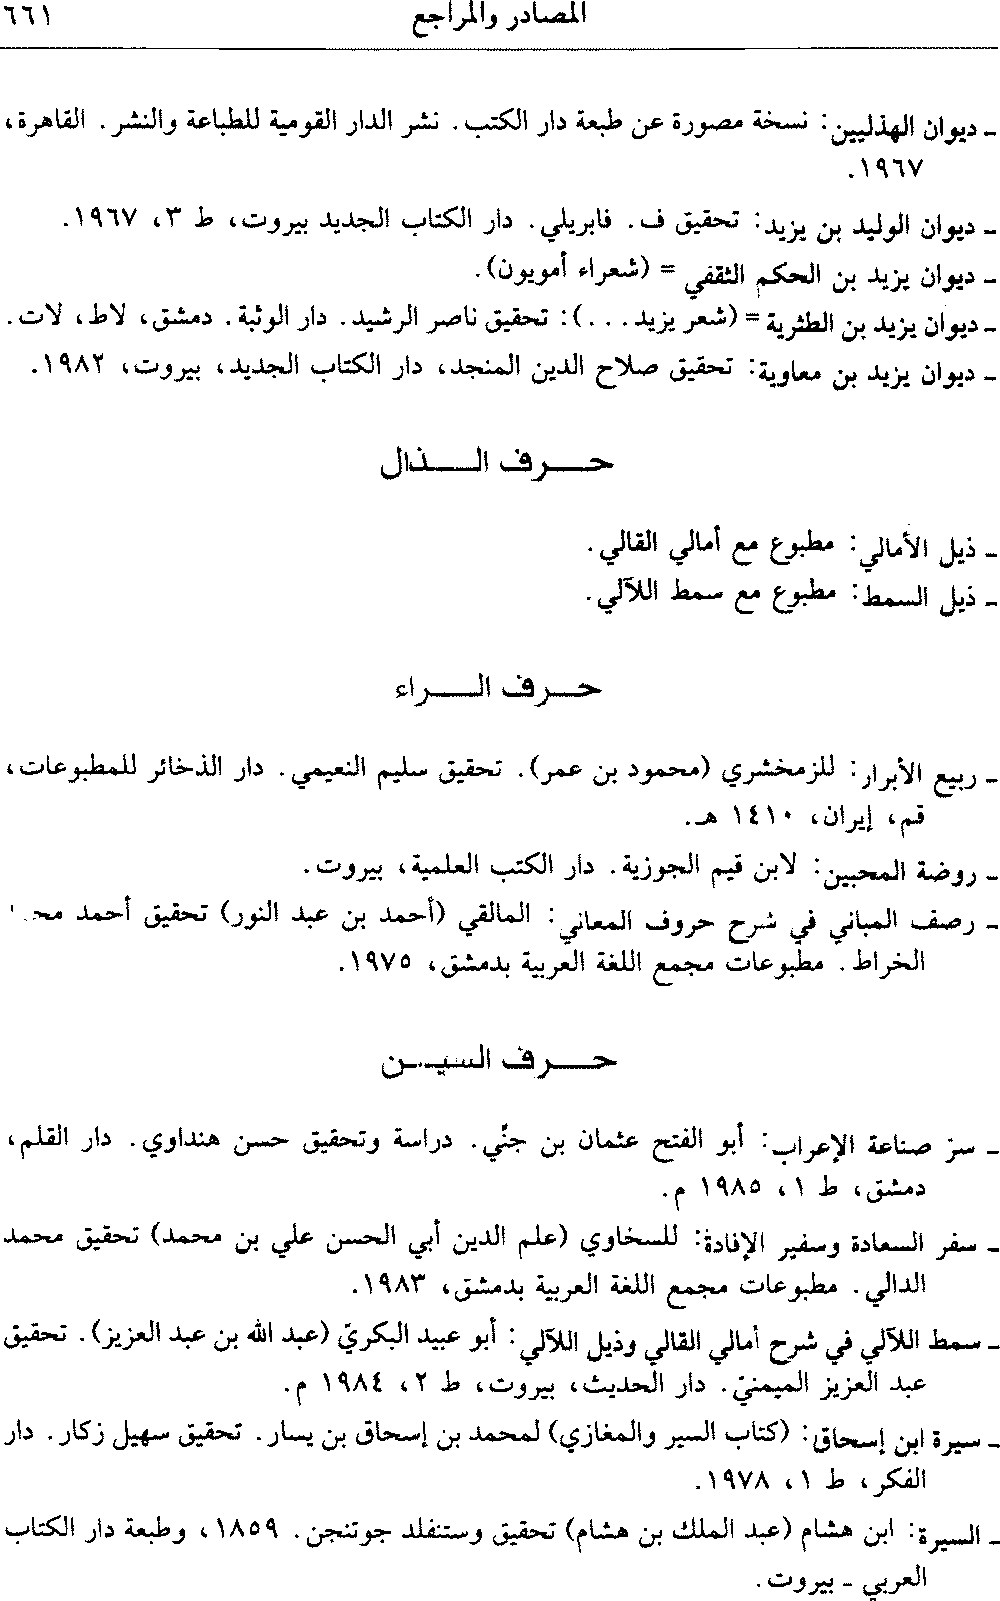 المصادر والمراجع ٦٦١
ـ ديوان الهذليين: نسخة مصورة عن طبعة دار الكتب. نشر الدار القومية للطباعة والنشر. القاهرة،
١٩٦٧.
ـ ديوان الوليد بن يزيد: تحقيق ف. فابريلي. دار الكتاب الجديد بيروت، ط ٣، ١٩٦٧.
ـ ديوان يزيد بن الحكم الثقفي = (شعراء أمويون).
ـ ديوان يزيد بن الطثرية = (شعر يزيد...): تحقيق ناصر الرشيد. دار الوثبة. دمشق، لاط، لات.
ـ ديوان يزيد بن معاوية: تحقيق صلاح الدين المنجد، دار الكتاب الجديد، بيروت، ١٩٨٢.
حرف الذال
ـ ذيل الأمالي: مطبوع مع أمالي القالي.
ـ ذيل السمط: مطبوع مع سمط اللآلي.
حرف الراء
ـ ربيع الأبرار: للزمخشري (محمود بن عمر). تحقيق سليم النعيمي. دار الذخائر للمطبوعات،
قم، إيران، ١٤١٠ هـ.
ـ روضة المحبين: لابن قيم الجوزية. دار الكتب العلمية، بيروت.
ـ رصف المباني في شرح حروف المعاني: المالقي (أحمد بن عبد النور) تحقيق أحمد
الخراط. مطبوعات مجمع اللغة العربية بدمشق، ١٩٧٥.
حرف السين
ـ سرّ صناعة الإعراب: أبو الفتح عثمان بن جنّي. دراسة وتحقيق حسن هنداوي. دار القلم،
دمشق، ط ١، ١٩٨٥ م.
ـ سفر السعادة وسفير الإفادة: للسخاوي (علم الدين أبي الحسن علي بن محمد) تحقيق محمد
الدالي. مطبوعات مجمع اللغة العربية بدمشق، ١٩٨٣.
ـ سمط اللآلي في شرح أمالي القالي وذيل اللآلي: أبو عبيد البكريّ (عبد الله بن عبد العزيز). تحقيق
عبد العزيز الميمنيّ. دار الحديث، بيروت، ط ٢، ١٩٨٤ م.
ـ سيرة ابن إسحاق: (كتاب السير والمغازي) لمحمد بن إسحاق بن يسار. تحقيق سهيل زكار. دار
الفكر، ط ١، ١٩٧٨.
ـ السيرة: ابن هشام (عبد الملك بن هشام) تحقيق وستنفلد جوتنجن. ١٨٥٩، وطبعة دار الكتاب
العربي ـ بيروت.